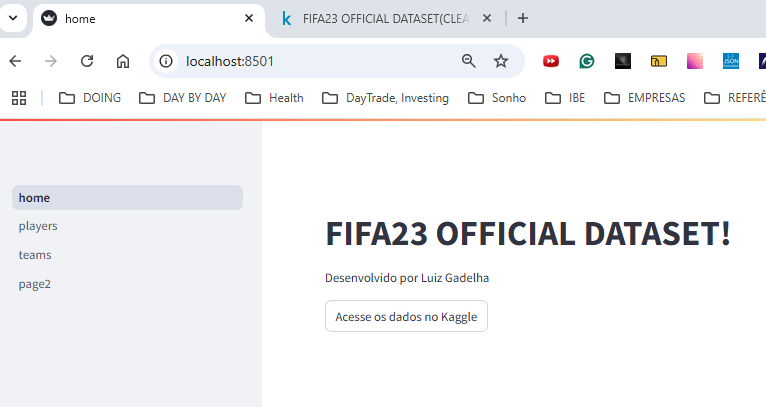 home
FIFA23 OFFICIAL DATASET(CLEA
localhost:8501
JSON
DOING
DAY BY DAY
Health
DayTrade, Investing
Sonho
IBE
EMPRESAS
REFERÊ
home
players
teams
page2
FIFA23 OFFICIAL DATASET!
Desenvolvido por Luiz Gadelha
Acesse os dados no Kaggle